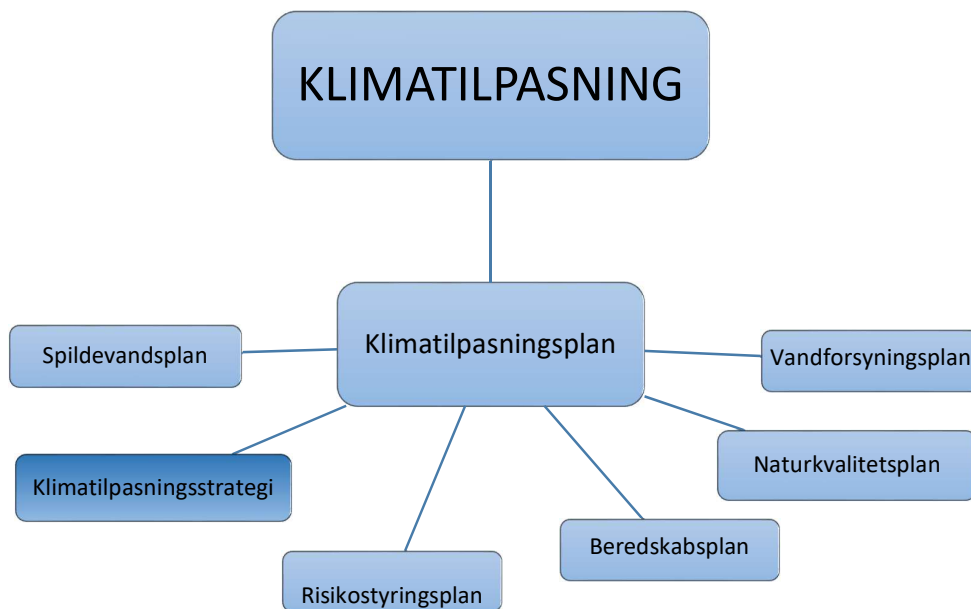 KLIMATILPASNING
Klimatilpasningsplan
Spildevandsplan
Vandforsyningsplan
Naturkvalitetsplan
Klimatilpasningsstrategi
Beredskabsplan
Risikostyringsplan